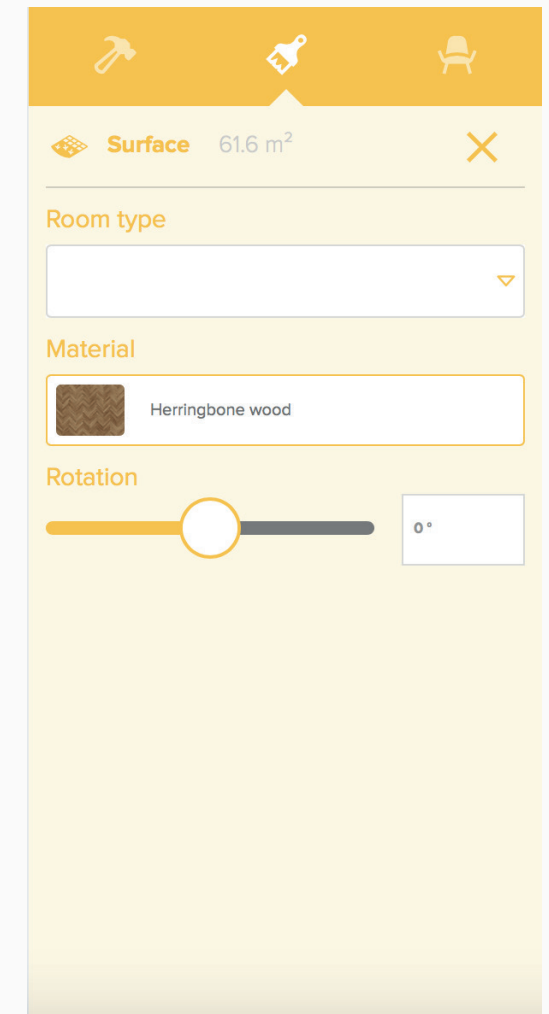 Surface 61.6 m²
Room type
Material
Herringbone wood
Rotation
0 °